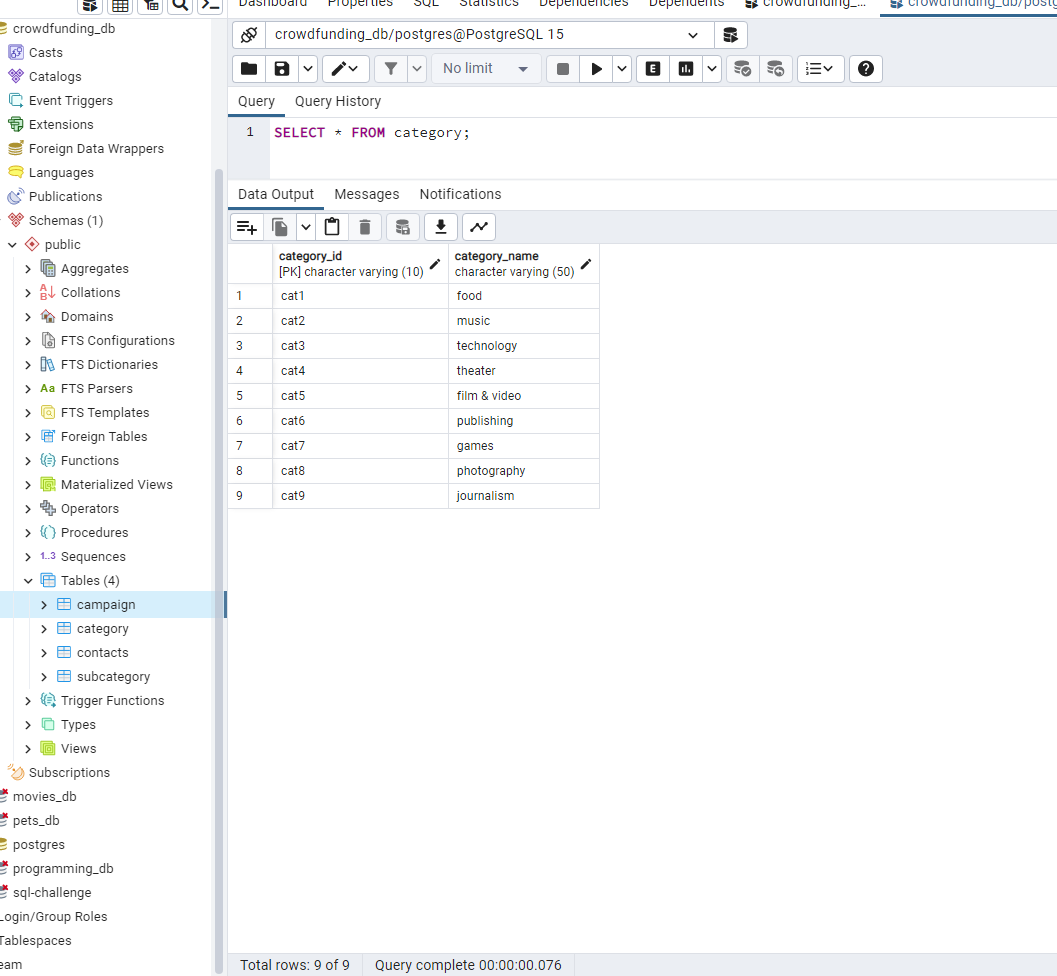 Dashboard Properties SQL Statistics Dependencies Dependents crowdfunding_... crowdfunding_db/postg
crowdfunding_db
Casts
Catalogs
Event Triggers
Extensions
Foreign Data Wrappers
Languages
Publications
Schemas (1)
public
Aggregates
Collations
Domains
FTS Configurations
FTS Dictionaries
Aa FTS Parsers
FTS Templates
Foreign Tables
Functions
Materialized Views
Operators
Procedures
1..3 Sequences
Tables (4)
campaign
category
contacts
subcategory
Trigger Functions
Types
Views
Subscriptions
movies_db
pets_db
postgres
programming_db
sql-challenge
Login/Group Roles
Tablespaces
eam
crowdfunding_db/postgres@PostgreSQL 15
No limit E
Query Query History
1 SELECT * FROM category;
Data Output Messages Notifications
category_id category_name
[PK] character varying (10) character varying (50)
1 cat1 food
2 cat2 music
3 cat3 technology
4 cat4 theater
5 cat5 film & video
6 cat6 publishing
7 cat7 games
8 cat8 photography
9 cat9 journalism
Total rows: 9 of 9 Query complete 00:00:00.076